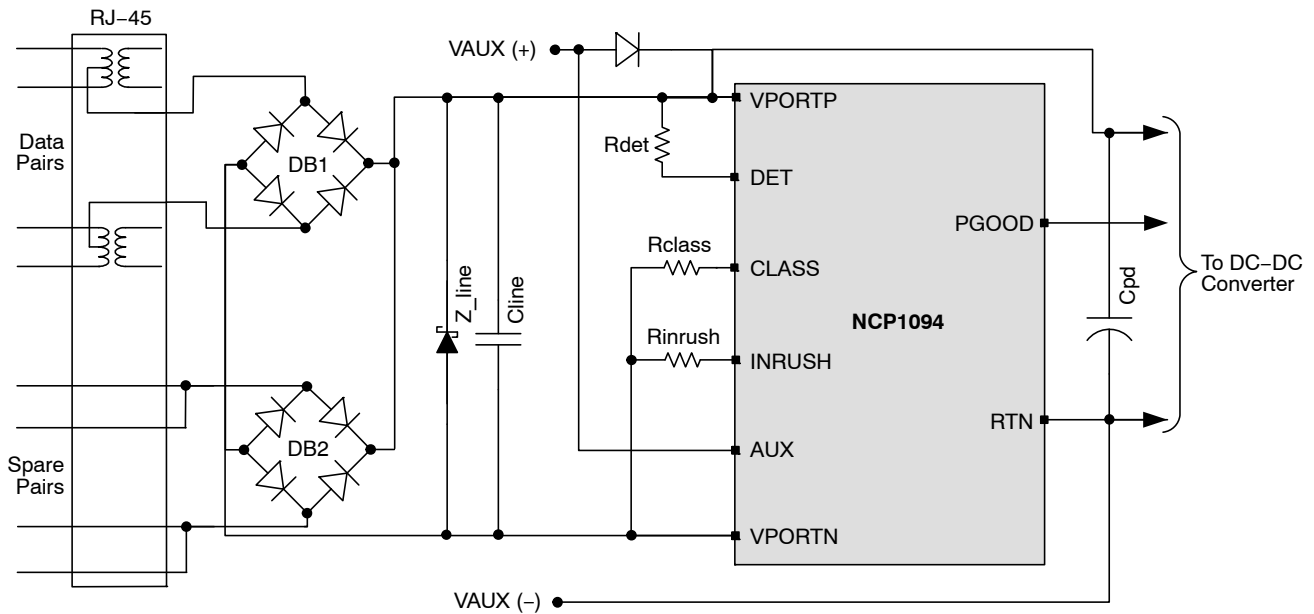 RJ−45
VAUX (+)
Data
Pairs
DB1
Rdet
VPORTP
DET
PGOOD
Rclass
CLASS
Z_line
Cline
NCP1094
Cpd
To DC−DC
Converter
Rinrush
INRUSH
RTN
DB2
AUX
Spare
Pairs
VPORTN
VAUX (−)